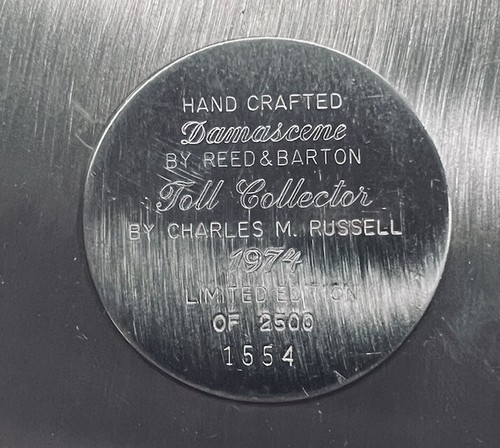 HAND CRAFTED
Damascene
BY REED & BARTON
Toll Collector
BY CHARLES M. RUSSELL
1974
LIMITED EDITION
OF 2500
1554